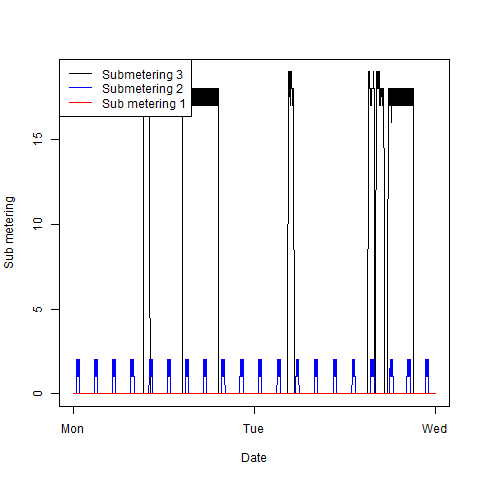 Submetering 3
Submetering 2
Sub metering 1
15
10
5
0
Sub metering
Mon Tue Wed
Date